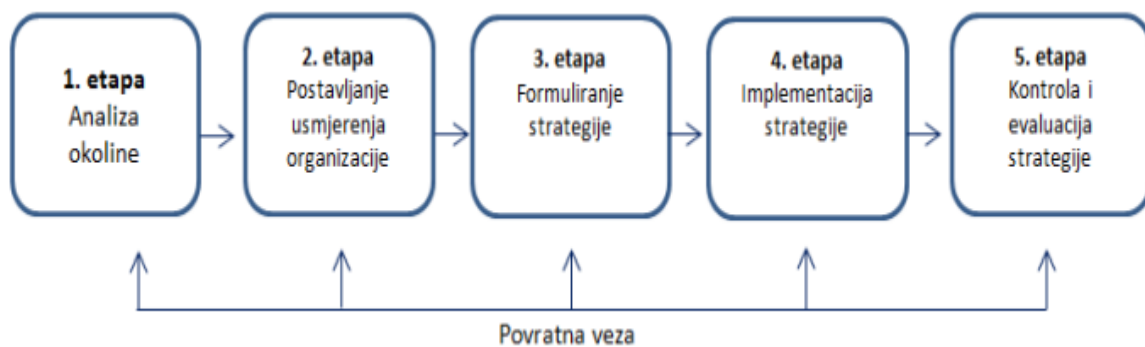 1. etapa
Analiza
okoline
2. etapa
Postavljanje
usmjerenja
organizacije
3. etapa
Formuliranje
strategije
4. etapa
Implementacija
strategije
5. etapa
Kontrola i
evaluacija
strategije
Povratna veza